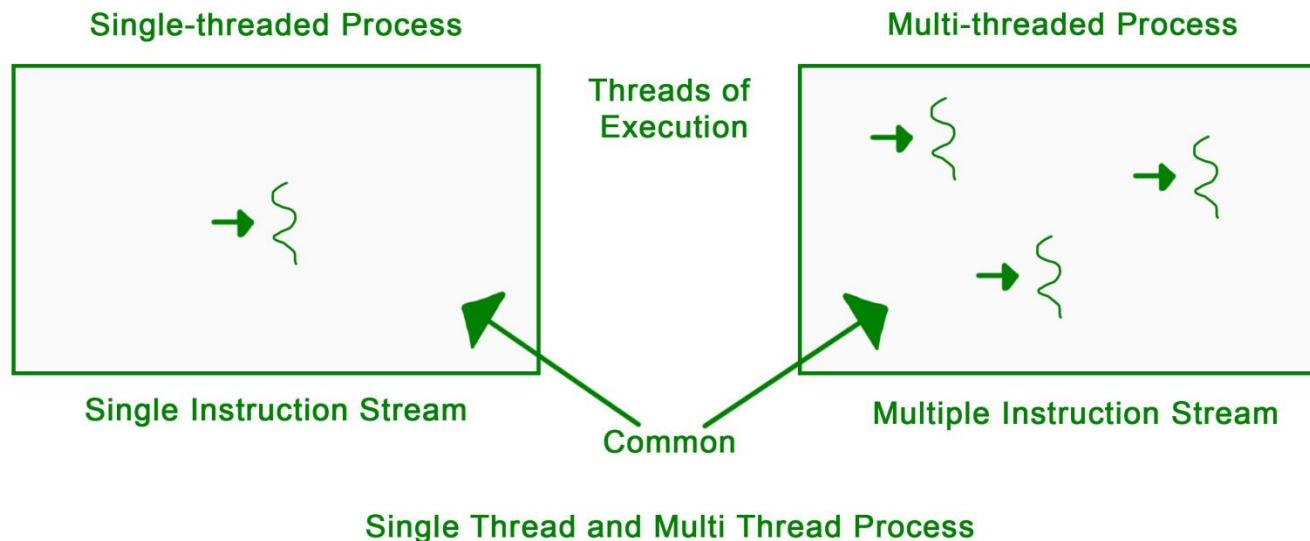 Single-threaded Process
Multi-threaded Process
Threads of
Execution
Single Instruction Stream
Multiple Instruction Stream
Common
Single Thread and Multi Thread Process